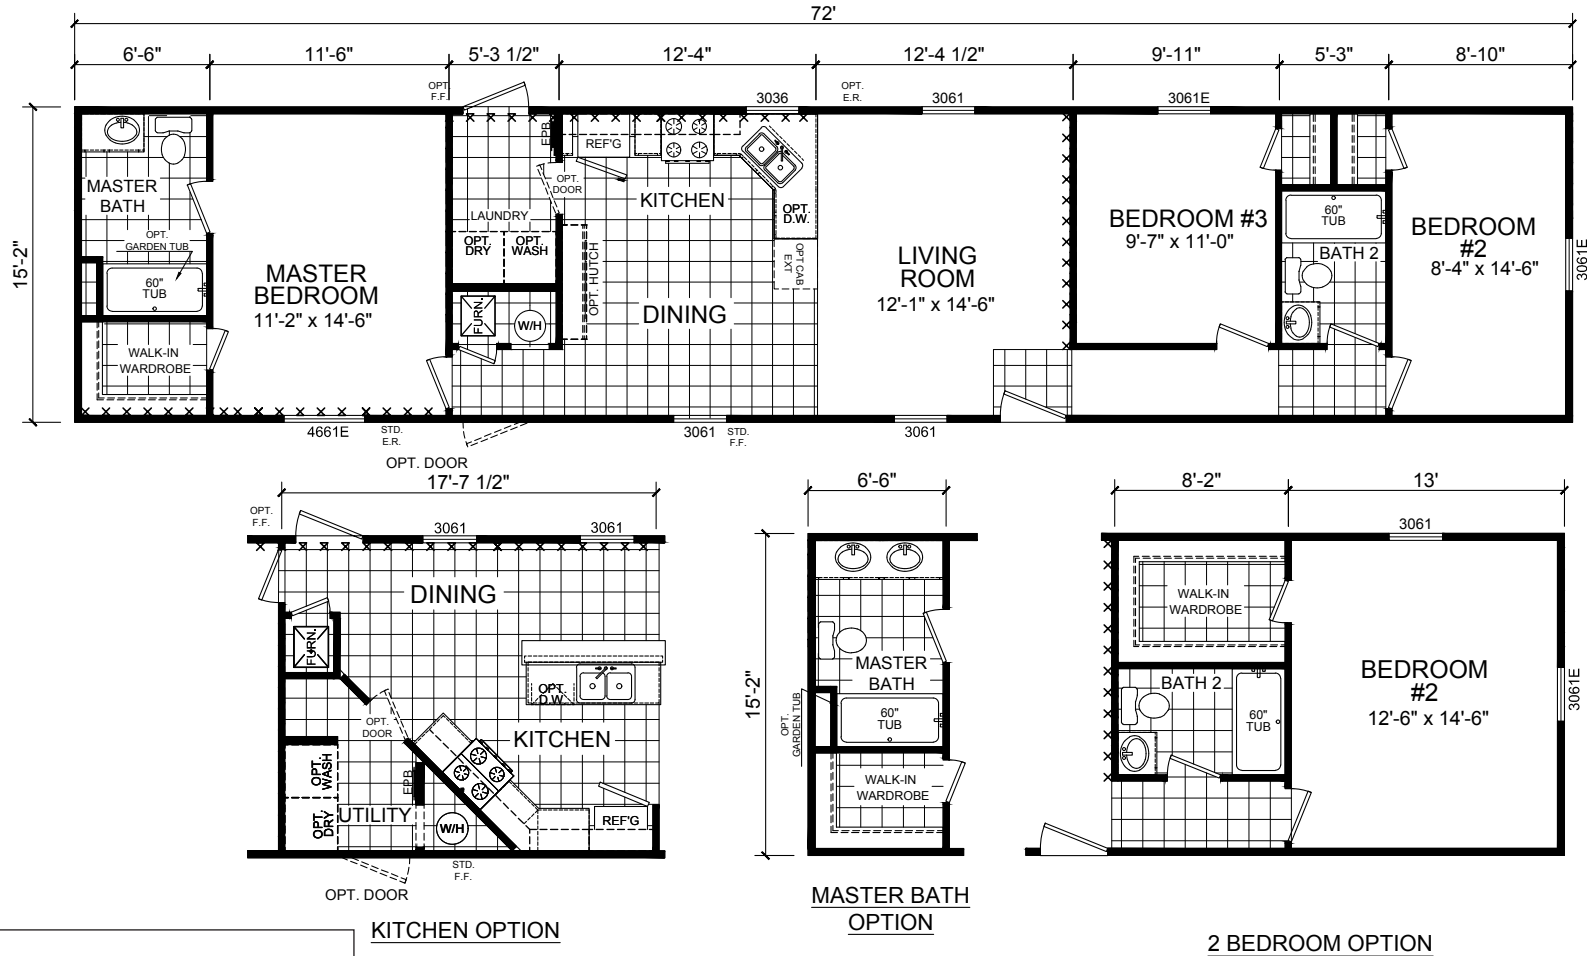 72'
6'-6"
11'-6"
5'-3 1/2"
12'-4"
12'-4 1/2"
9'-11"
5'-3"
8'-10"
OPT.
F.F.
3036
OPT.
E.R.
3061
3061E
15'-2"
MASTER
BATH
OPT.
GARDEN TUB
60"
TUB
WALK-IN
WARDROBE
MASTER
BEDROOM
11'-2" x 14'-6"
EPB
OPT.
DOOR
LAUNDRY
OPT.
DRY
OPT.
WASH
FURN.
W/H
REF'G
KITCHEN
OPT.
D.W.
OPT CAB
EXT
OPT. HUTCH
DINING
LIVING
ROOM
12'-1" x 14'-6"
BEDROOM #3
9'-7" x 11'-0"
60"
TUB
BATH 2
BEDROOM
#2
8'-4" x 14'-6"
3061E
4661E
STD.
E.R.
OPT. DOOR
3061
STD.
F.F.
3061
17'-7 1/2"
OPT.
F.F.
3061
3061
DINING
FURN.
OPT.
D.W.
OPT.
DOOR
KITCHEN
OPT.
WASH
OPT.
DRY
EPB
UTILITY
W/H
REF'G
STD.
F.F.
OPT. DOOR
KITCHEN OPTION
6'-6"
15'-2"
MASTER
BATH
OPT.
GARDEN TUB
60"
TUB
WALK-IN
WARDROBE
MASTER BATH
OPTION
8'-2"
13'
3061
WALK-IN
WARDROBE
BATH 2
60"
TUB
BEDROOM
#2
12'-6" x 14'-6"
3061E
2 BEDROOM OPTION